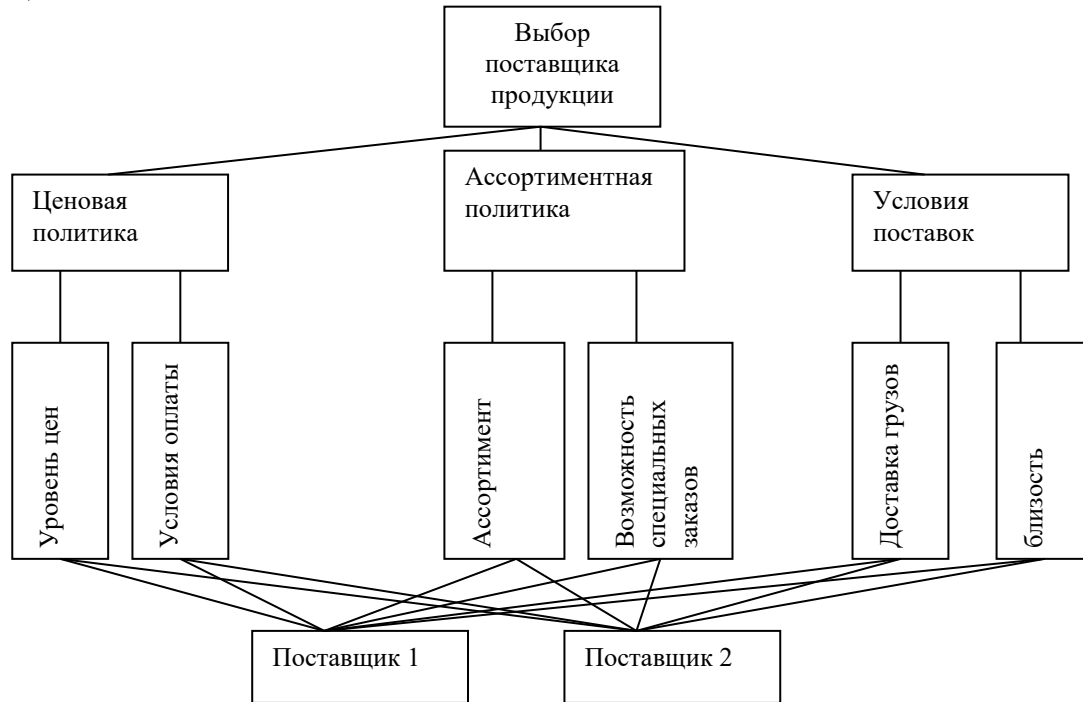 Выбор
поставщика
продукции
Ценовая
политика
Ассортиментная
политика
Условия
поставок
Уровень цен
Условия оплаты
Ассортимент
Возможность
специальных
заказов
Доставка грузов
близость
Поставщик 1
Поставщик 2